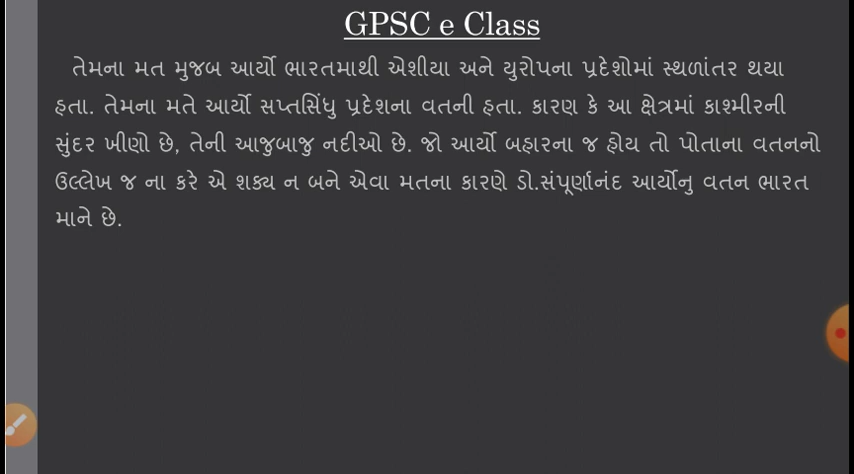 GPSC e Class
તેમના મત મુજબ આર્યો ભારતમાથી એશીયા અને યુરોપના પ્રદેશોમાં સ્થળાંતર થયા
હતા. તેમના મતે આર્યો સપ્તસિંધુ પ્રદેશના વતની હતા. કારણ કે આ ક્ષેત્રમાં કાશ્મીરની
સુંદર ખીણો છે, તેની આજુબાજુ નદીઓ છે. જો આર્યો બહારના જ હોય તો પોતાના વતનનો
ઉલ્લેખ જ ના કરે એ શક્ય ન બને એવા મતના કારણે ડો.સંપૂર્ણાનંદ આર્યોનુ વતન ભારત
માને છે.